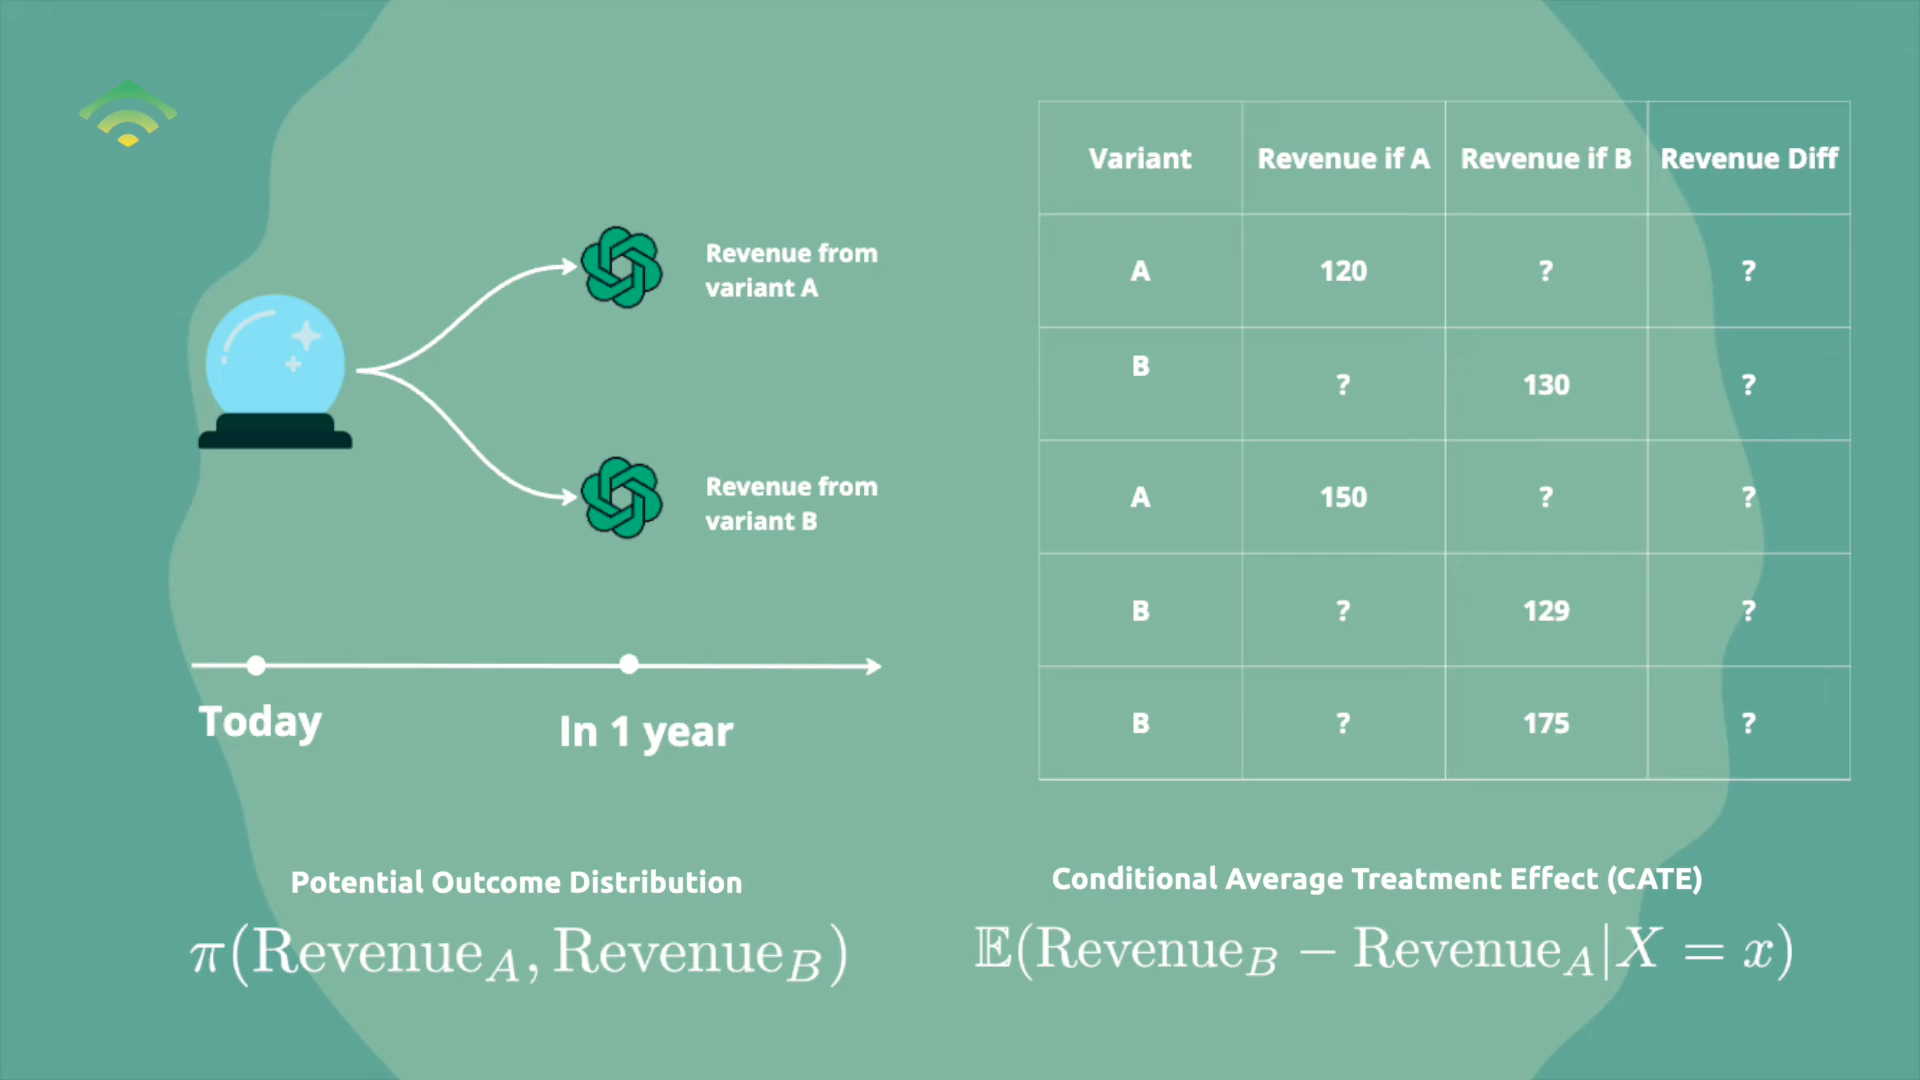 Revenue from
variant A
Revenue from
variant B
Today
In 1 year
Potential Outcome Distribution
π(Revenue_A, Revenue_B)
Variant Revenue if A Revenue if B Revenue Diff
A 120 ? ?
B ? 130 ?
A 150 ? ?
B ? 129 ?
B ? 175 ?
Conditional Average Treatment Effect (CATE)
𝔼(Revenue_B − Revenue_A|X = x)